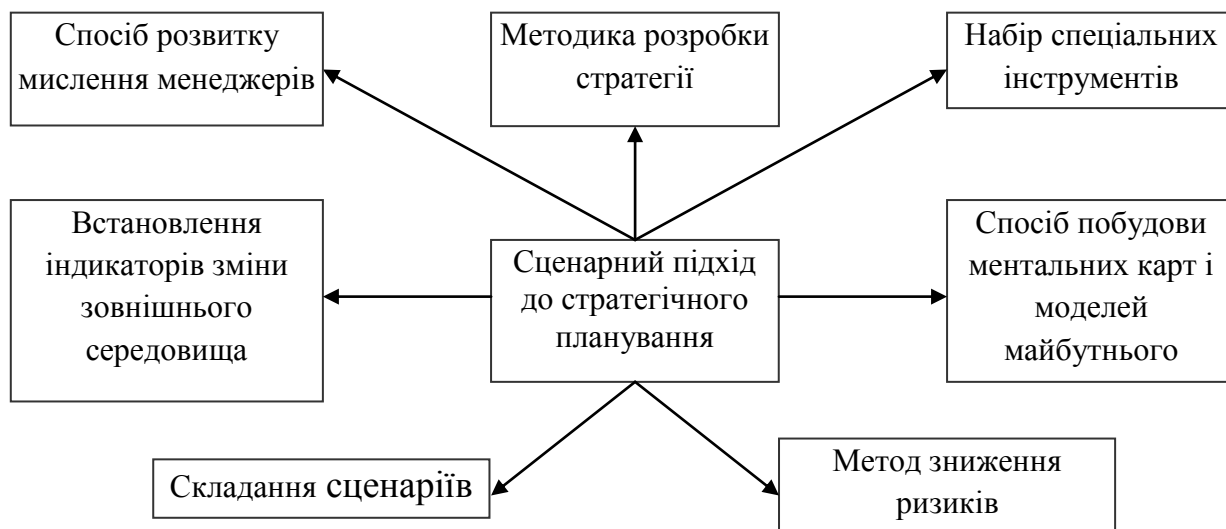 Спосіб розвитку
мислення менеджерів
Методика розробки
стратегії
Набір спеціальних
інструментів
Встановлення
індикаторів зміни
зовнішнього
середовища
Сценарний підхід
до стратегічного
планування
Спосіб побудови
ментальних карт і
моделей
майбутнього
Складання сценаріїв
Метод зниження
ризиків